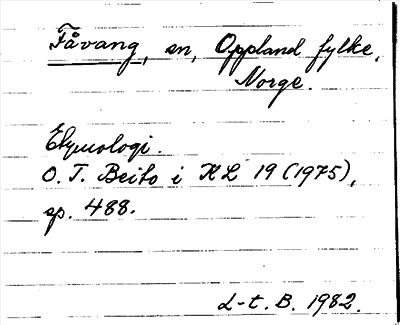 Fåvang, sn, Oppland fylke,
Norge.
Etymologi.
O. T. Beito i KL 19 (1975),
sp. 488.
L-t. B. 1982.